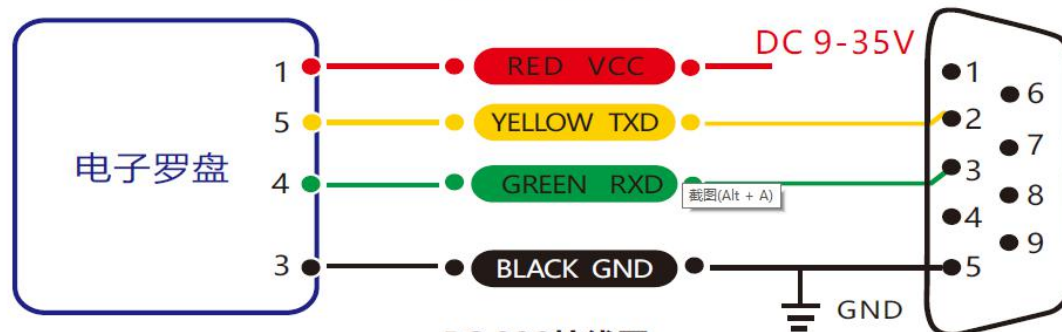 DC 9-35V
1
RED VCC
1
6
5
YELLOW TXD
2
7
电子罗盘
4
GREEN RXD
3
截图(Alt + A)
8
4
9
3
BLACK GND
5
GND